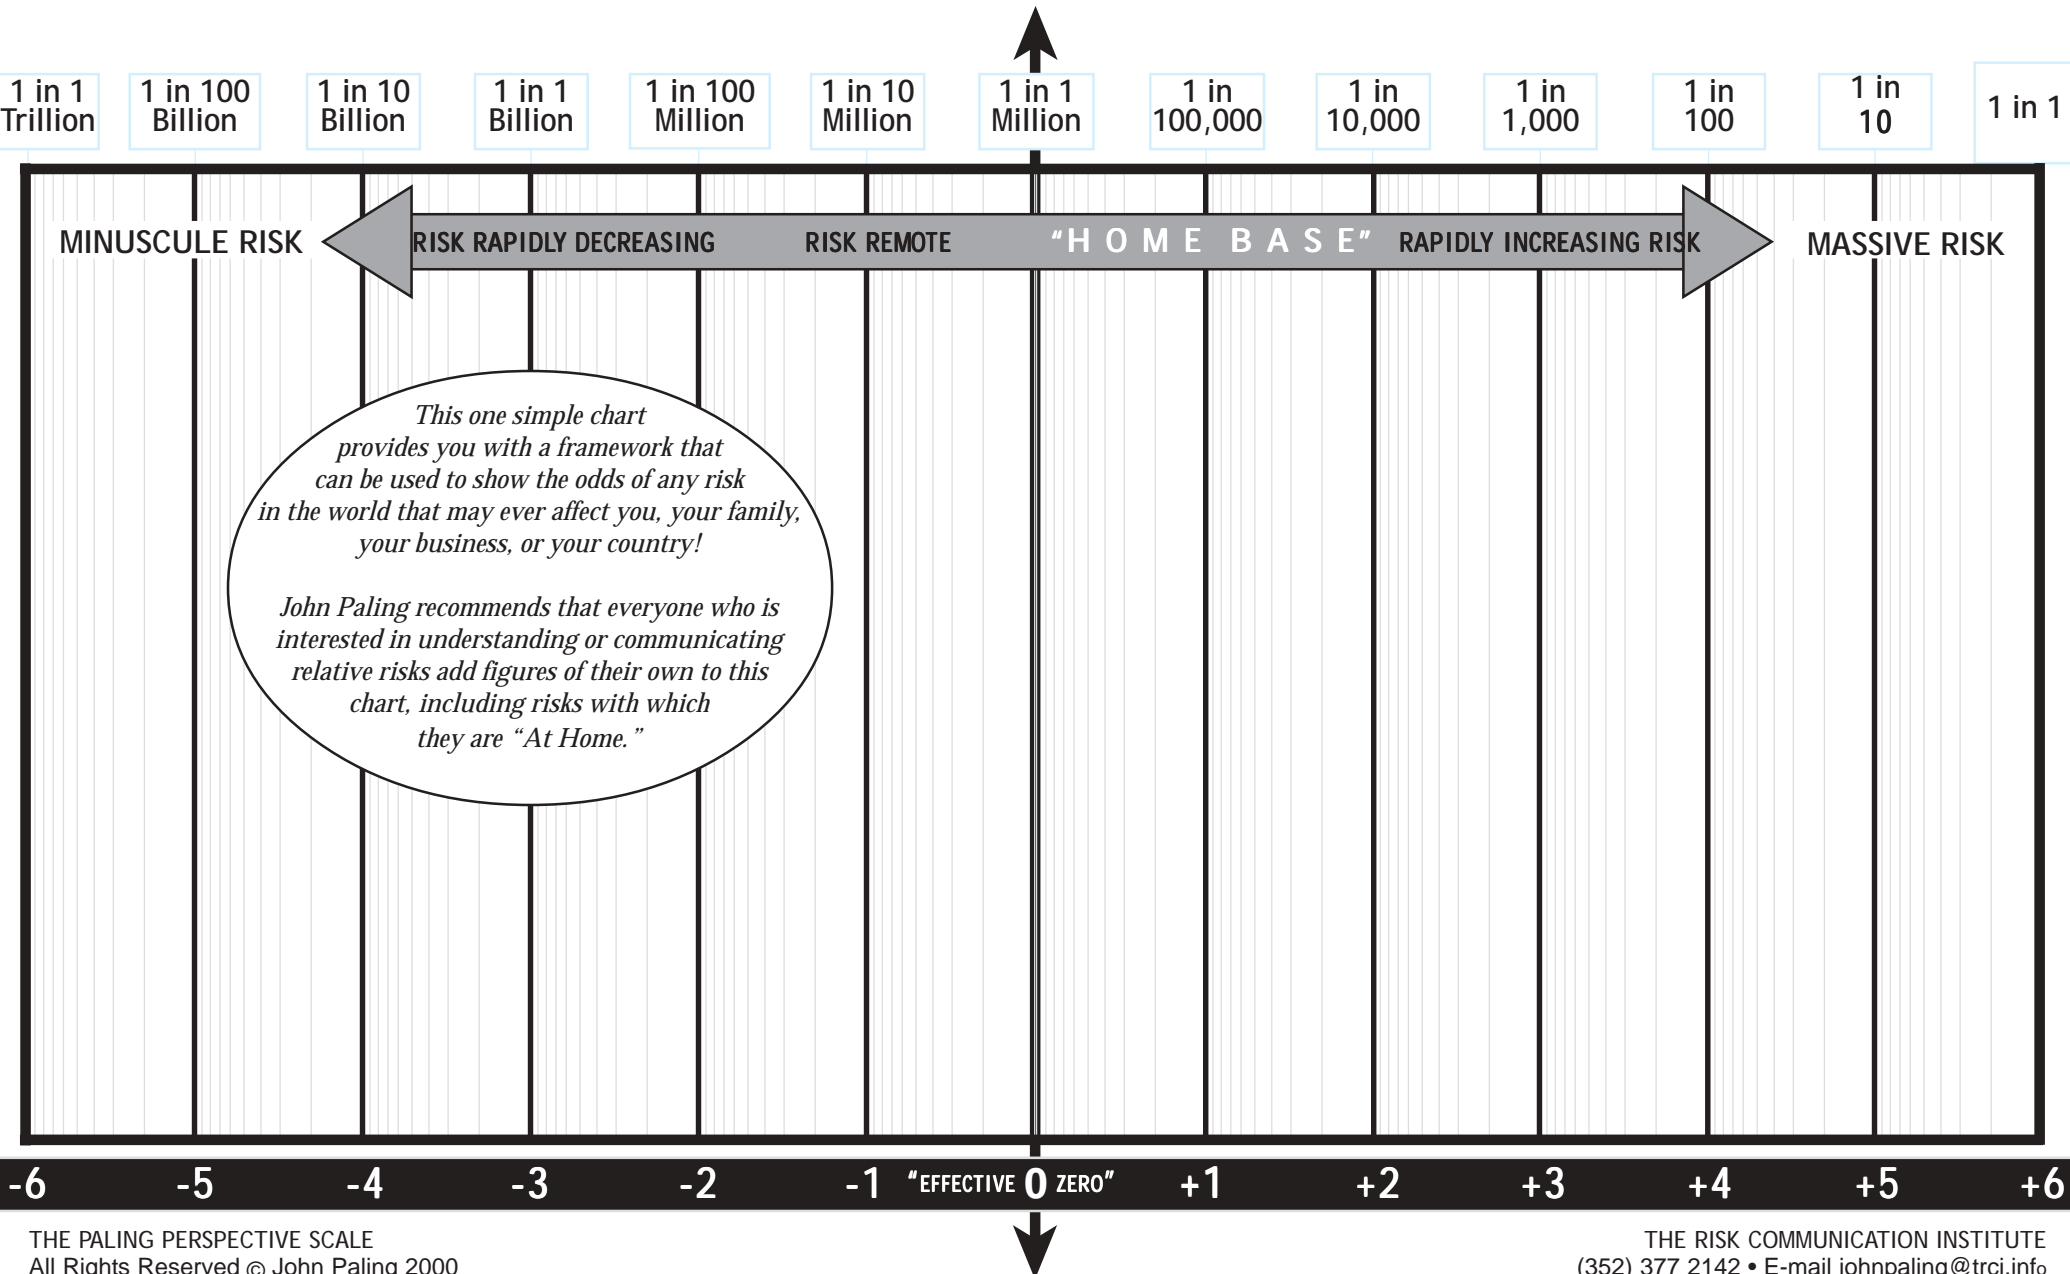 1 in 1 Trillion
1 in 100 Billion
1 in 10 Billion
1 in 1 Billion
1 in 100 Million
1 in 10 Million
1 in 1 Million
1 in 100,000
1 in 10,000
1 in 1,000
1 in 100
1 in 10
1 in 1
MINUSCULE RISK
RISK RAPIDLY DECREASING
RISK REMOTE
“HOME BASE”
RAPIDLY INCREASING RISK
MASSIVE RISK
This one simple chart
provides you with a framework that
can be used to show the odds of any risk
in the world that may ever affect you, your family,
your business, or your country!
John Paling recommends that everyone who is
interested in understanding or communicating
relative risks add figures of their own to this
chart, including risks with which
they are “At Home.”
-6 -5 -4 -3 -2 -1 “EFFECTIVE 0 ZERO” +1 +2 +3 +4 +5 +6
THE PALING PERSPECTIVE SCALE
All Rights Reserved © John Paling 2000
THE RISK COMMUNICATION INSTITUTE
(352) 377 2142 • E-mail johnpaling@trci.info